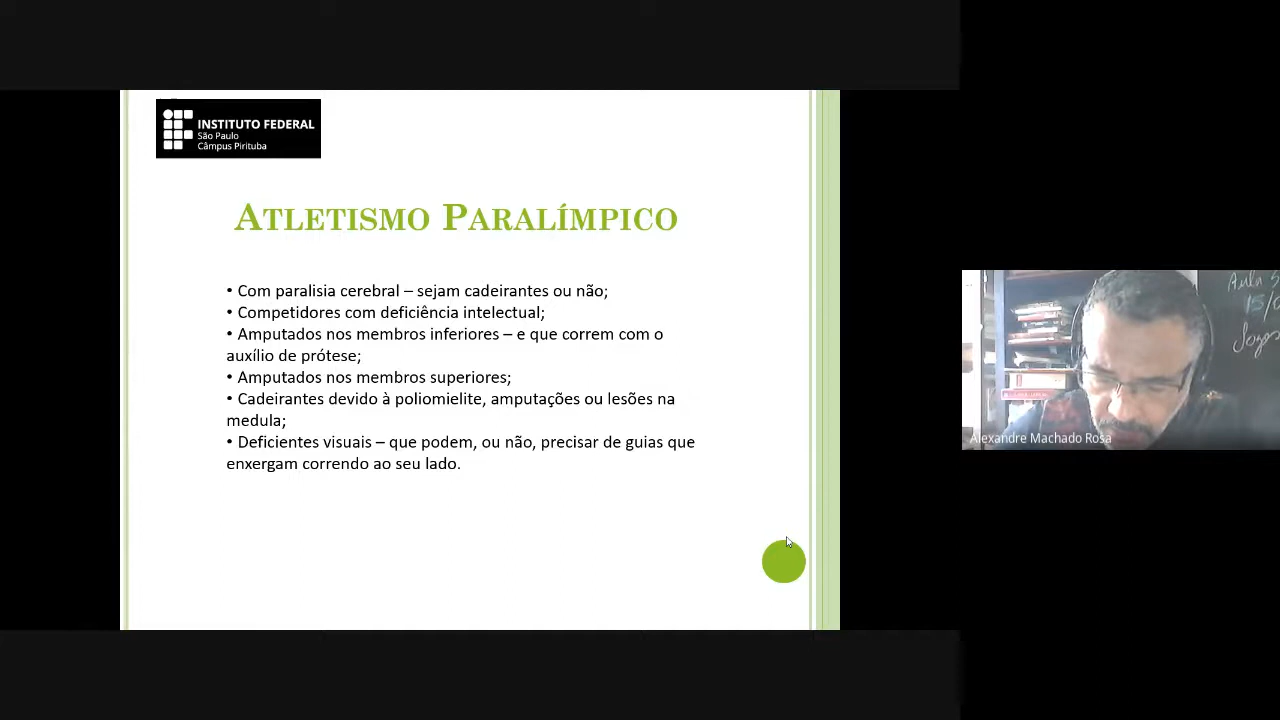 INSTITUTO FEDERAL
São Paulo
Câmpus Pirituba
ATLETISMO PARALÍMPICO
• Com paralisia cerebral – sejam cadeirantes ou não;
• Competidores com deficiência intelectual;
• Amputados nos membros inferiores – e que correm com o
auxílio de prótese;
• Amputados nos membros superiores;
• Cadeirantes devido à poliomielite, amputações ou lesões na
medula;
• Deficientes visuais – que podem, ou não, precisar de guias que
enxergam correndo ao seu lado.
Aula
15/
Jogos
Alexandre Machado Rosa